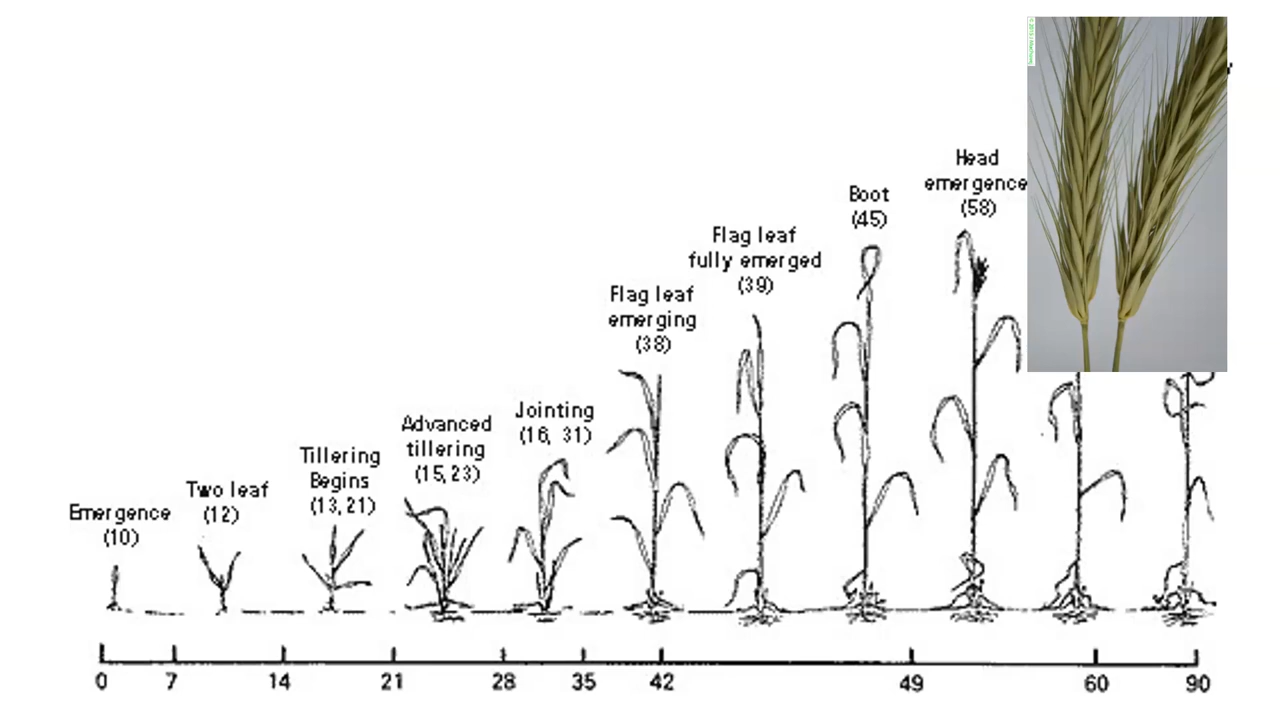 Head
emergence
(58)
Boot
(45)
Flag leaf
fully emerged
(39)
Flag leaf
emerging
(38)
Jointing
(16, 31)
Advanced
tillering
(15,23)
Tillering
Begins
(13,21)
Two leaf
(12)
Emergence
(10)
0 7 14 21 28 35 42 49 60 90